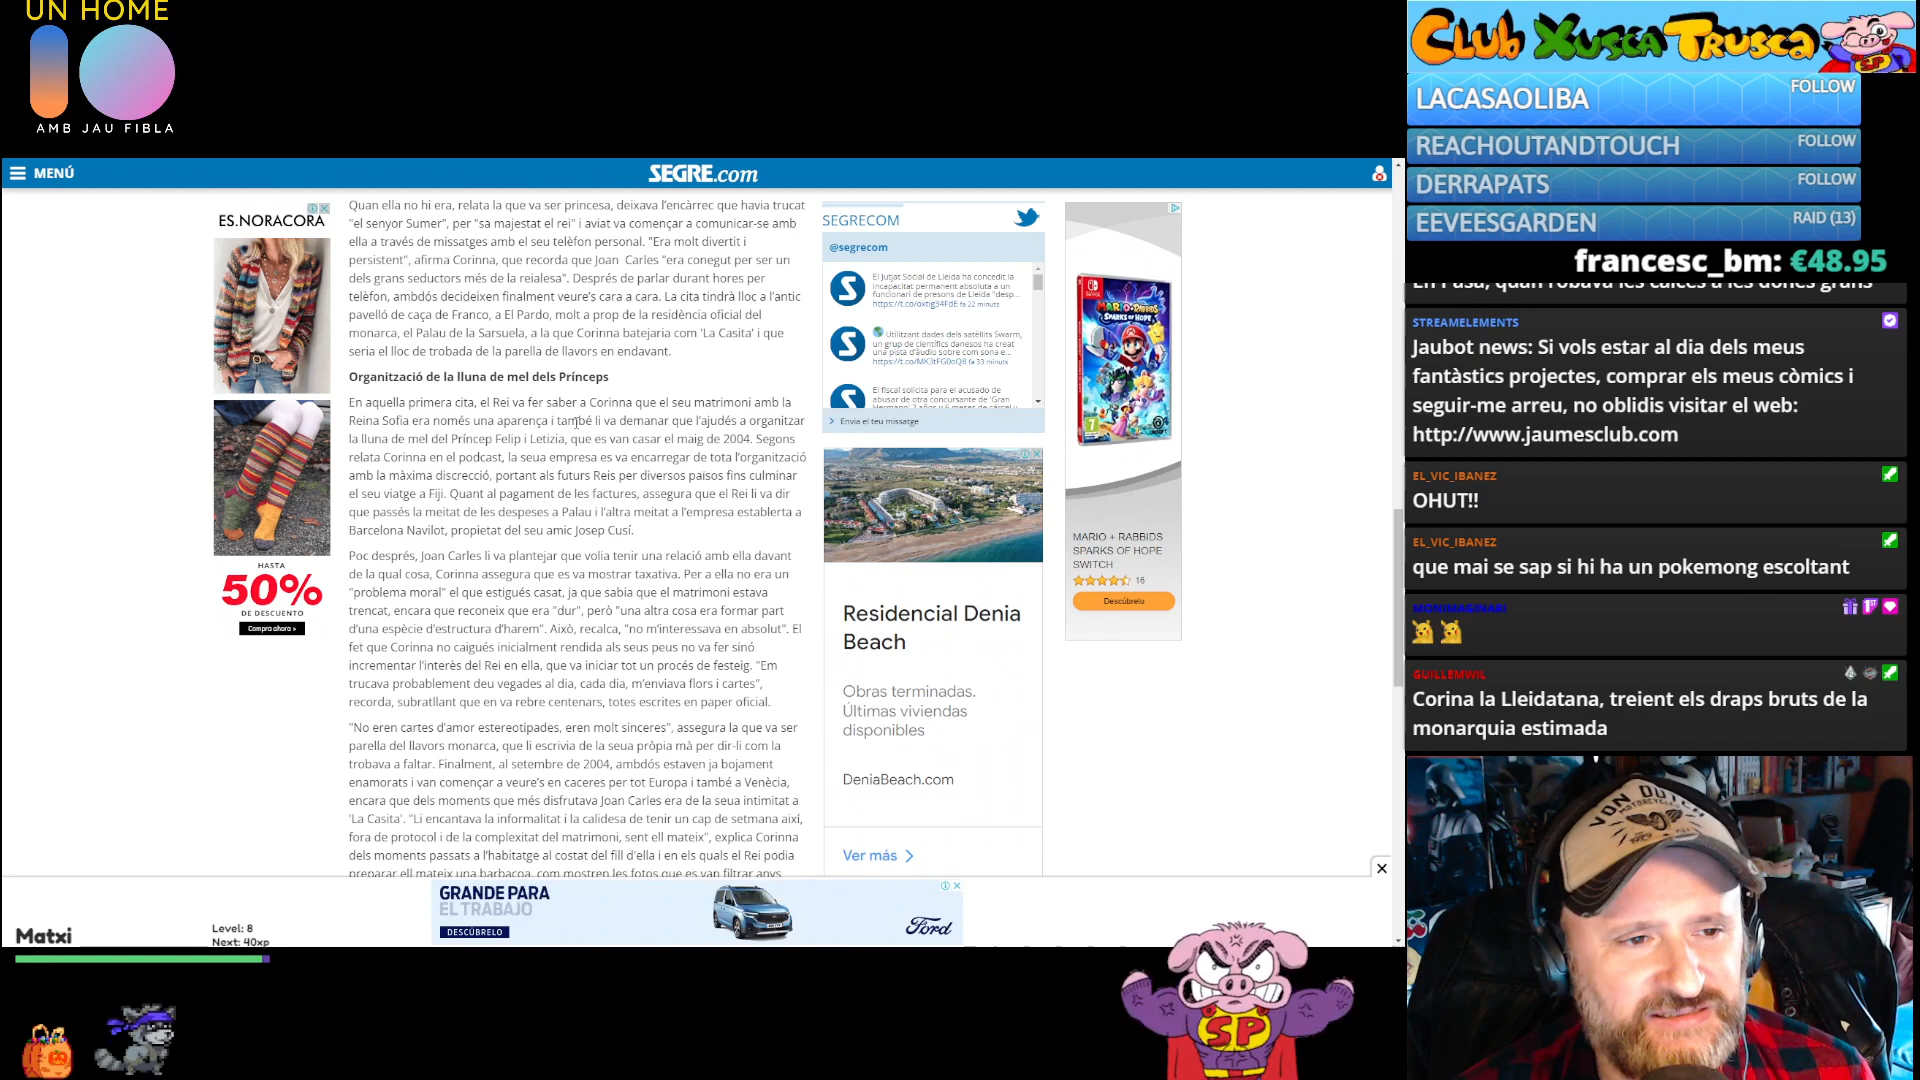 UN HOME
AMB JAU FIBLA
MENÚ
SEGRE.com
ES.NORACORA
HASTA
50%
DE DESCUENTO
Compra ahora >
Quan ella no hi era, relata la que va ser princesa, deixava l'encàrrec que havia trucat
"el senyor Sumer", per "sa majestat el rei" i aviat va començar a comunicar-se amb
ella a través de missatges amb el seu telèfon personal. "Era molt divertit i
persistent", afirma Corinna, que recorda que Joan Carles "era conegut per ser un
dels grans seductors més de la reialesa". Després de parlar durant hores per
telèfon, ambdós decideixen finalment veure's cara a cara. La cita tindrà lloc a l'antic
pavelló de caça de Franco, a El Pardo, molt a prop de la residència oficial del
monarca, el Palau de la Sarsuela, a la que Corinna batejaria com 'La Casita' i que
seria el lloc de trobada de la parella de llavors en endavant.
Organització de la lluna de mel dels Prínceps
En aquella primera cita, el Rei va fer saber a Corinna que el seu matrimoni amb la
Reina Sofia era només una aparença i també li va demanar que l'ajudés a organitzar
la lluna de mel del Príncep Felip i Letizia, que es van casar el maig de 2004. Segons
relata Corinna en el podcast, la seua empresa es va encarregar de tota l'organització
amb la màxima discrecció, portant als futurs Reis per diversos països fins culminar
el seu viatge a Fiji. Quant al pagament de les factures, assegura que el Rei li va dir
que passés la meitat de les despeses a Palau i l'altra meitat a l'empresa establerta a
Barcelona Navilot, propietat del seu amic Josep Cusí.
Poc després, Joan Carles li va plantejar que volia tenir una relació amb ella davant
de la qual cosa, Corinna assegura que es va mostrar taxativa. Per a ella no era un
"problema moral" el que estigués casat, ja que sabia que el matrimoni estava
trencat, encara que reconeix que era "dur", però "una altra cosa era formar part
d'una espècie d'estructura d'harem". Això, recalca, "no m'interessava en absolut". El
fet que Corinna no caigués inicialment rendida als seus peus no va fer sinó
incrementar l'interès del Rei en ella, que va iniciar tot un procés de festeig. "Em
trucava probablement deu vegades al dia, cada dia, m'enviava flors i cartes",
recorda, subratllant que en va rebre centenars, totes escrites en paper oficial.
"No eren cartes d'amor estereotipades, eren molt sinceres", assegura la que va ser
parella del llavors monarca, que li escrivia de la seua pròpia mà per dir-li com la
trobava a faltar. Finalment, al setembre de 2004, ambdós estaven ja bojament
enamorats i van començar a veure's en caceres per tot Europa i també a Venècia,
encara que dels moments que més disfrutava Joan Carles era de la seua intimitat a
'La Casita'. "Li encantava la informalitat i la calidesa de tenir un cap de setmana així,
fora de protocol i de la complexitat del matrimoni, sent ell mateix", explica Corinna
dels moments passats a l'habitatge al costat del fill d'ella i en els quals el Rei podia
preparar ell mateix una barbacoa, com mostren les fotos que es van filtrar anys
SEGRECOM
@segrecom
El Jutjat Social de Lleida ha concedit la
incapacitat permanent absoluta a un
funcionari de presons de Lleida "desp...
https://t.co/oxtlg34FdE fa 22 minuts
Utilitzant dades dels satèl·lits Swarm,
un grup de científics danesos ha creat
una pista d'àudio sobre com sona e...
https://t.co/MK3tFG0oQ8 fa 33 minuts
El fiscal solicita para el acusado de
abusar de otra concursante de 'Gran
Hermano' 2 años y 6 meses de cárcel y
Envia el teu missatge
Residencial Denia
Beach
Obras terminadas.
Últimas viviendas
disponibles
DeniaBeach.com
Ver más
MARIO + RABBIDS
SPARKS OF HOPE
MARIO + RABBIDS
SPARKS OF HOPE
SWITCH
16
Descúbrelo
GRANDE PARA
EL TRABAJO
DESCÚBRELO
Ford
Matxi
Level: 8
Next: 40xp
SP
CLUB XUSCA TRUSCA
SP
LACASAOLIBA FOLLOW
REACHOUTANDTOUCH FOLLOW
DERRAPATS FOLLOW
EEVEESGARDEN RAID (13)
francesc_bm: €48.95
STREAMELEMENTS
Jaubot news: Si vols estar al dia dels meus
fantàstics projectes, comprar els meus còmics i
seguir-me arreu, no oblidis visitar el web:
http://www.jaumesclub.com
EL_VIC_IBANEZ
OHUT!!
EL_VIC_IBANEZ
que mai se sap si hi ha un pokemong escoltant
GUILLEMWIL
Corina la Lleidatana, treient els draps bruts de la
monarquia estimada
VON DUTCH
MOTORCYCLES